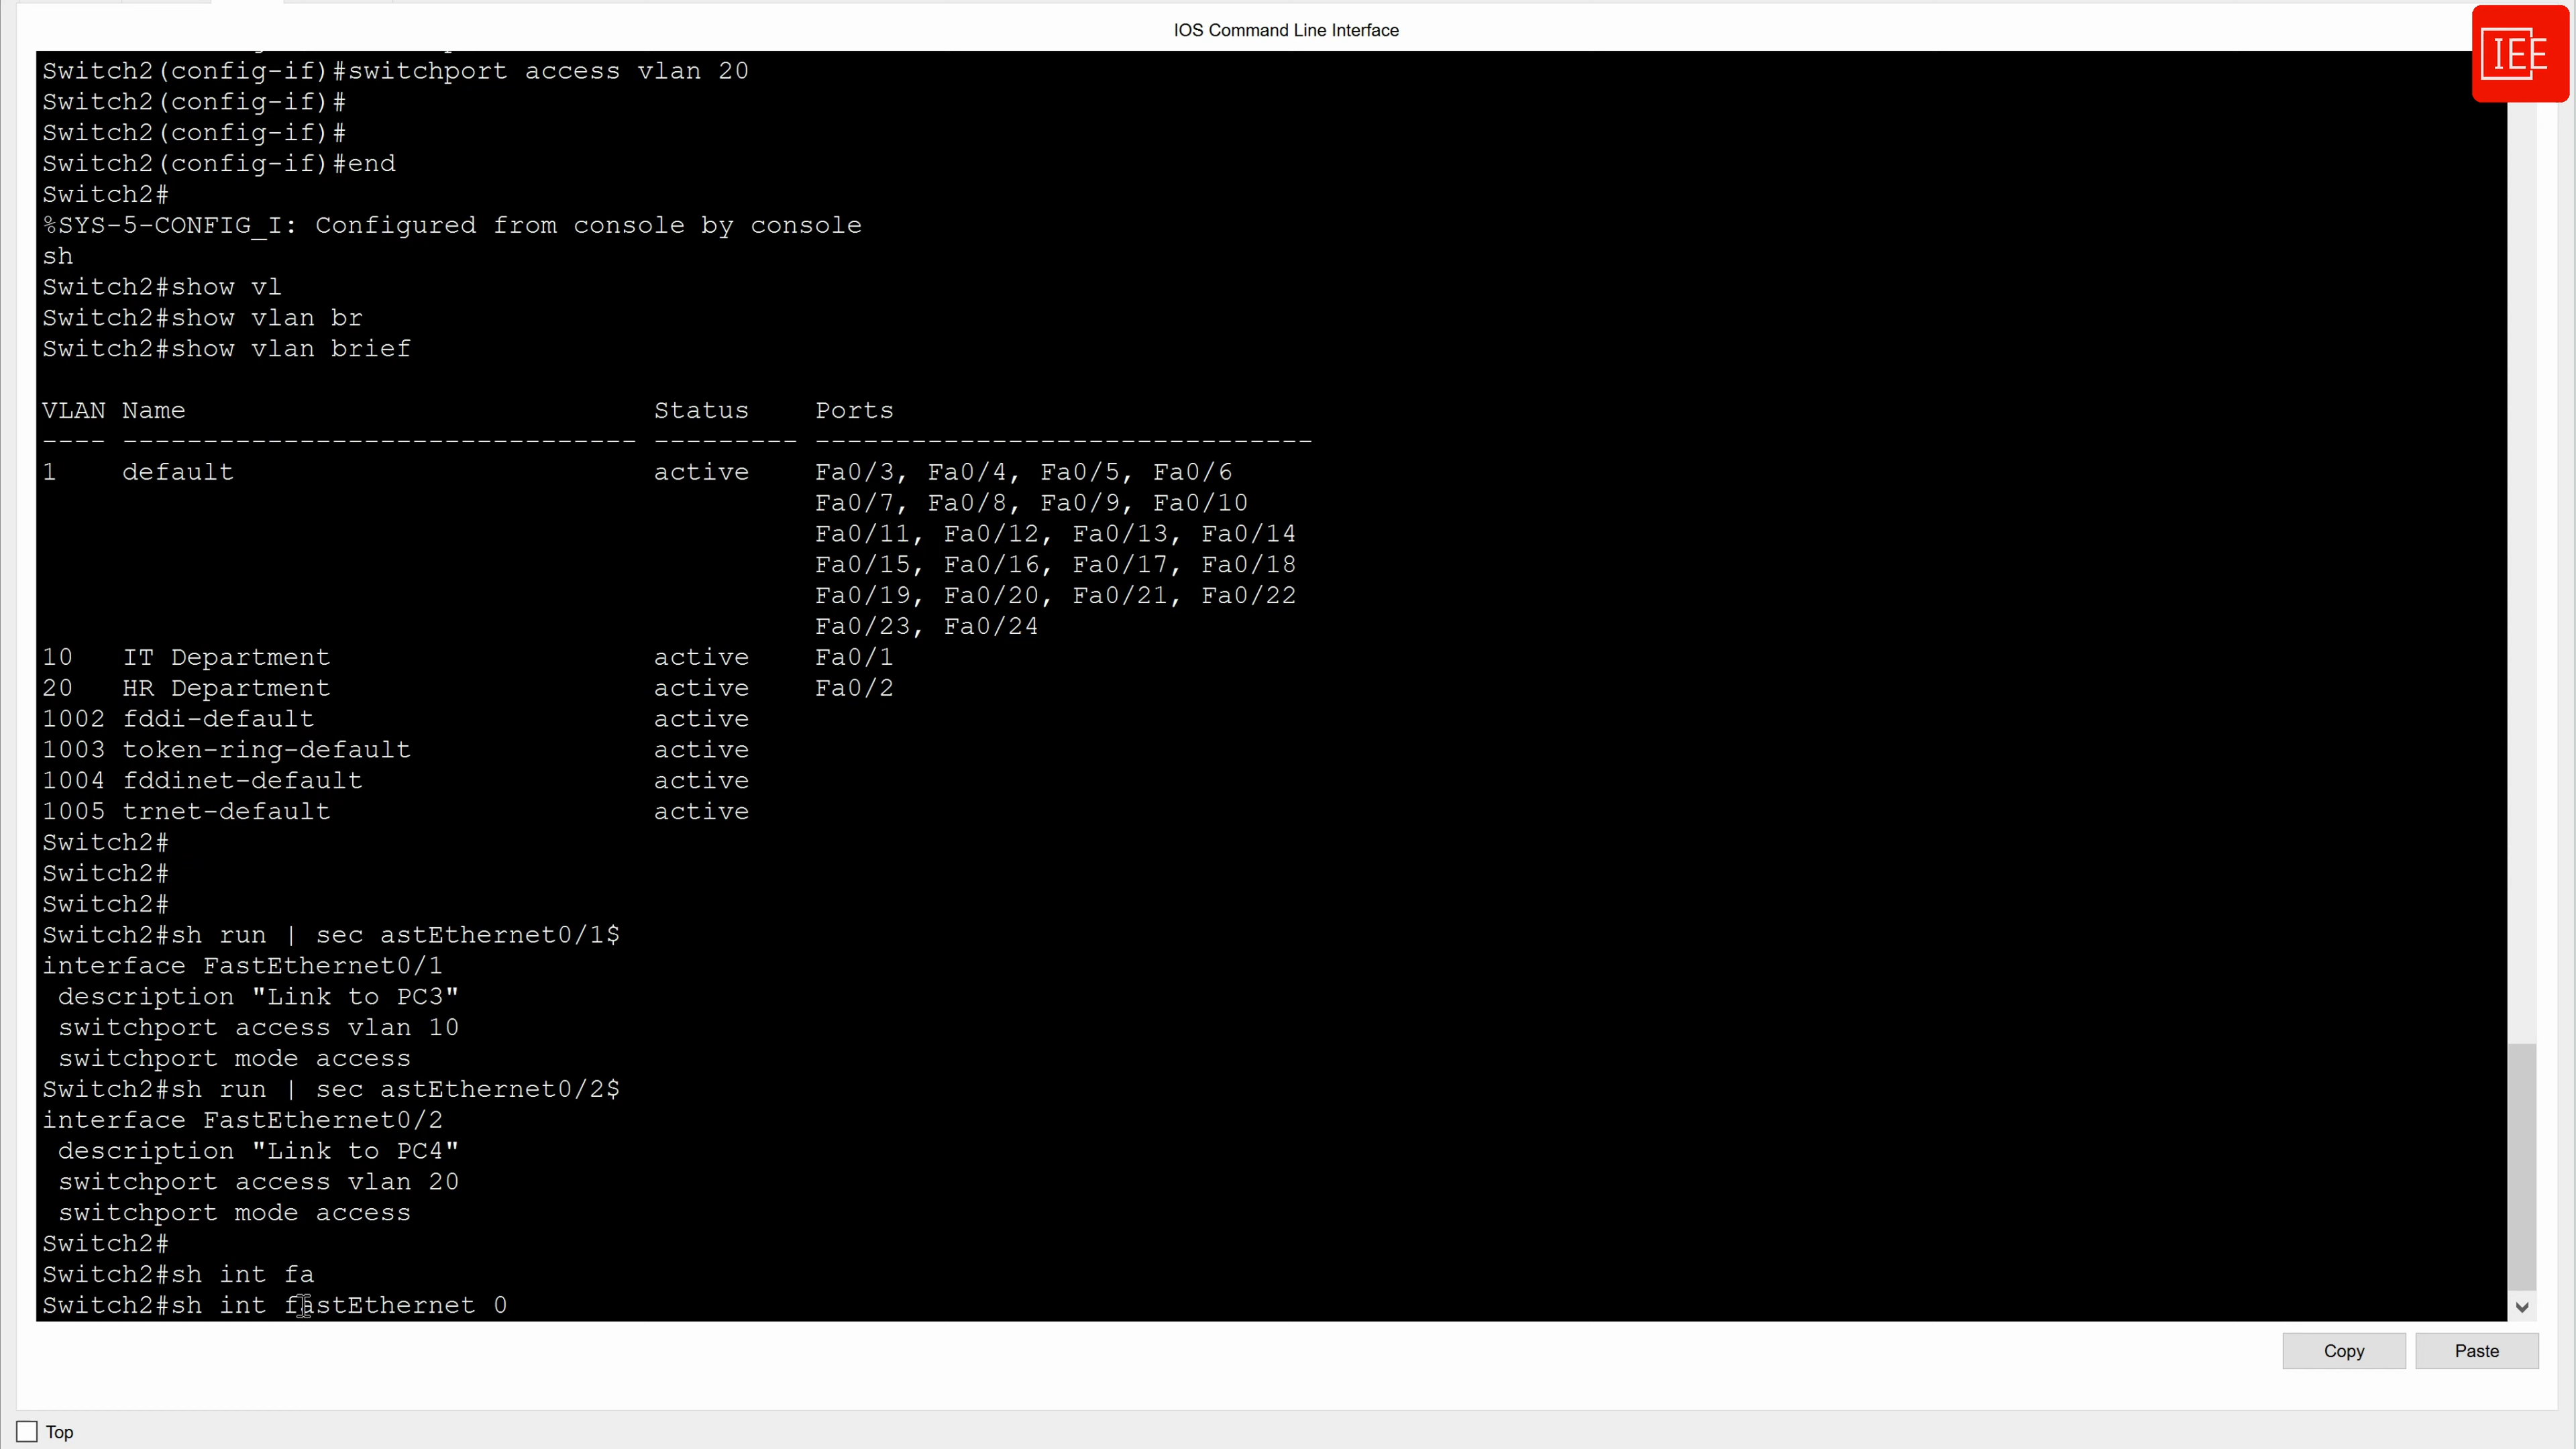 IOS Command Line Interface
IEE
Switch2(config-if)#switchport access vlan 20
Switch2(config-if)#
Switch2(config-if)#
Switch2(config-if)#end
Switch2#
%SYS-5-CONFIG_I: Configured from console by console
sh
Switch2#show vl
Switch2#show vlan br
Switch2#show vlan brief
VLAN Name                             Status    Ports
---- -------------------------------- --------- -------------------------------
1    default                          active    Fa0/3, Fa0/4, Fa0/5, Fa0/6
                                                Fa0/7, Fa0/8, Fa0/9, Fa0/10
                                                Fa0/11, Fa0/12, Fa0/13, Fa0/14
                                                Fa0/15, Fa0/16, Fa0/17, Fa0/18
                                                Fa0/19, Fa0/20, Fa0/21, Fa0/22
                                                Fa0/23, Fa0/24
10   IT Department                    active    Fa0/1
20   HR Department                    active    Fa0/2
1002 fddi-default                     active
1003 token-ring-default               active
1004 fddinet-default                  active
1005 trnet-default                    active
Switch2#
Switch2#
Switch2#
Switch2#sh run | sec astEthernet0/1$
interface FastEthernet0/1
 description "Link to PC3"
 switchport access vlan 10
 switchport mode access
Switch2#sh run | sec astEthernet0/2$
interface FastEthernet0/2
 description "Link to PC4"
 switchport access vlan 20
 switchport mode access
Switch2#
Switch2#sh int fa
Switch2#sh int fastEthernet 0
Copy
Paste
Top